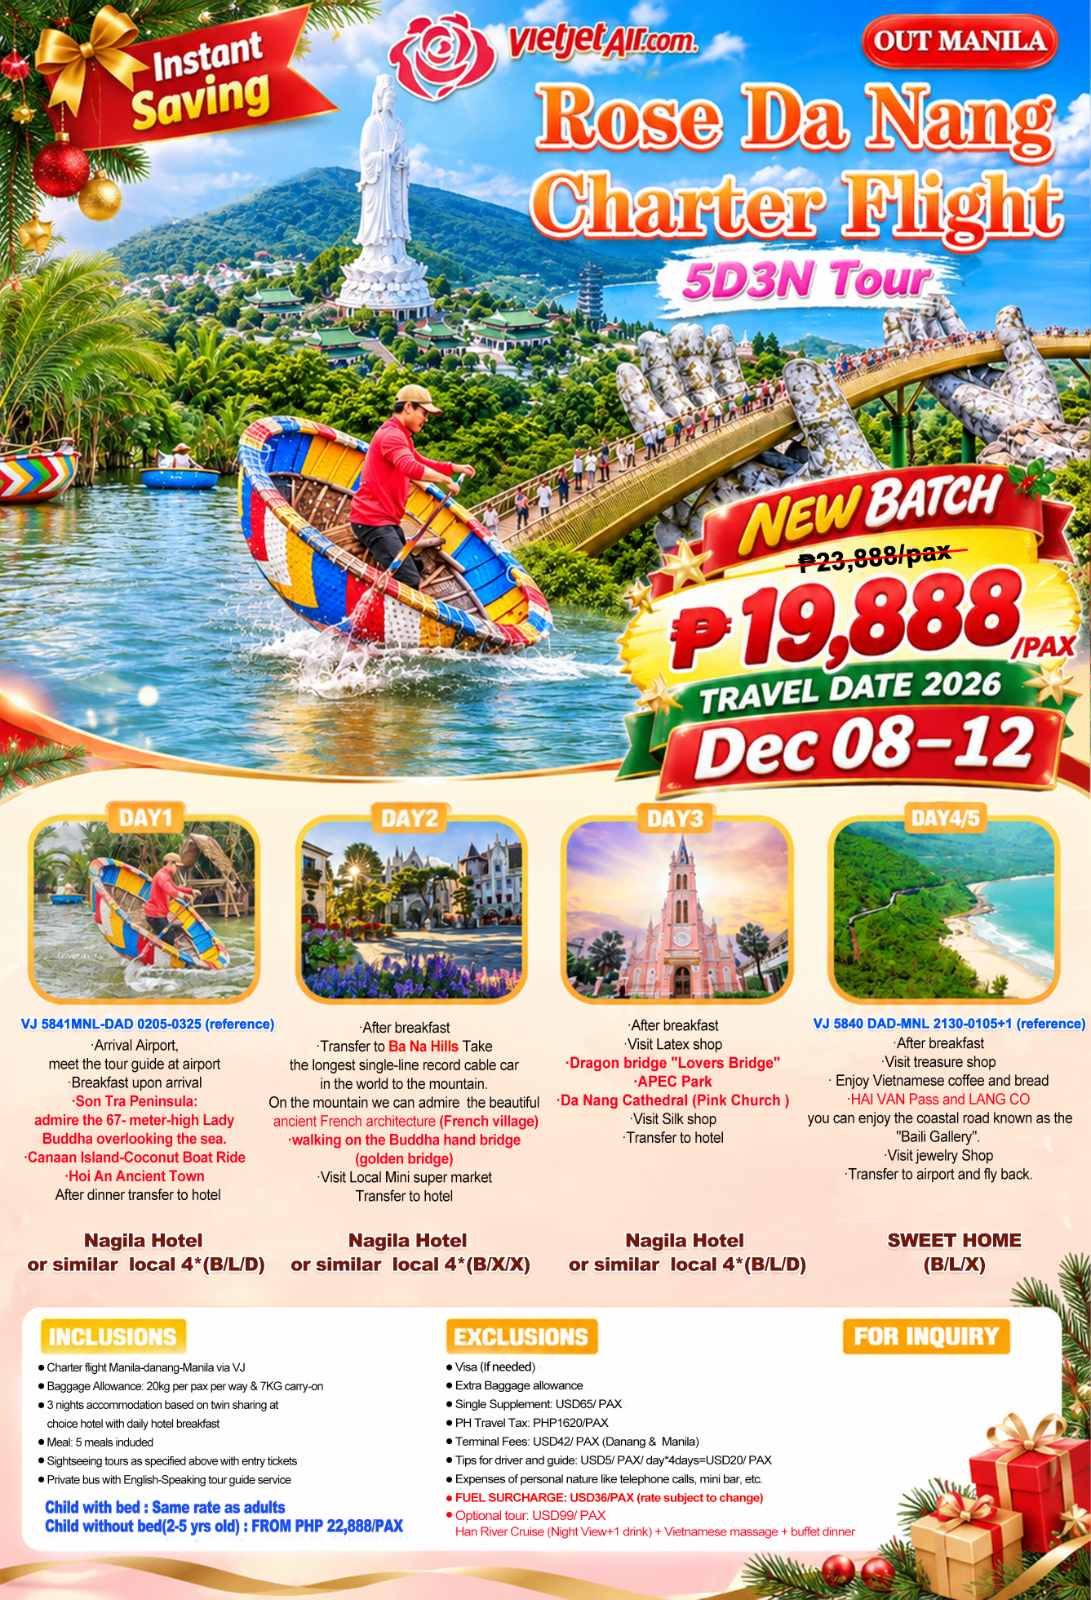 Instant
Saving
vietjetAir.com.
OUT MANILA
Rose Da Nang
Charter Flight
5D3N Tour
NEW BATCH
₱23,888/pax
₱19,888/PAX
TRAVEL DATE 2026
Dec 08–12
DAY1
VJ 5841MNL-DAD 0205-0325 (reference)
·Arrival Airport,
meet the tour guide at airport
·Breakfast upon arrival
·Son Tra Peninsula:
admire the 67- meter-high Lady
Buddha overlooking the sea.
·Canaan Island-Coconut Boat Ride
·Hoi An Ancient Town
After dinner transfer to hotel
Nagila Hotel
or similar local 4*(B/L/D)
DAY2
·After breakfast
·Transfer to Ba Na Hills Take
the longest single-line record cable car
in the world to the mountain.
On the mountain we can admire the beautiful
ancient French architecture (French village)
·walking on the Buddha hand bridge
(golden bridge)
·Visit Local Mini super market
Transfer to hotel
Nagila Hotel
or similar local 4*(B/X/X)
DAY3
·After breakfast
·Visit Latex shop
·Dragon bridge "Lovers Bridge"
·APEC Park
·Da Nang Cathedral (Pink Church )
·Visit Silk shop
·Transfer to hotel
Nagila Hotel
or similar local 4*(B/L/D)
DAY4/5
VJ 5840 DAD-MNL 2130-0105+1 (reference)
·After breakfast
·Visit treasure shop
· Enjoy Vietnamese coffee and bread
·HAI VAN Pass and LANG CO
you can enjoy the coastal road known as the
"Baili Gallery".
·Visit jewelry Shop
·Transfer to airport and fly back.
SWEET HOME
(B/L/X)
INCLUSIONS
● Charter flight Manila-danang-Manila via VJ
● Baggage Allowance: 20kg per pax per way & 7KG carry-on
● 3 nights accommodation based on twin sharing at
choice hotel with daily hotel breakfast
● Meal: 5 meals included
● Sightseeing tours as specified above with entry tickets
● Private bus with English-Speaking tour guide service
Child with bed : Same rate as adults
Child without bed(2-5 yrs old) : FROM PHP 22,888/PAX
EXCLUSIONS
● Visa (If needed)
● Extra Baggage allowance
● Single Supplement: USD65/ PAX
● PH Travel Tax: PHP1620/PAX
● Terminal Fees: USD42/ PAX (Danang & Manila)
● Tips for driver and guide: USD5/ PAX/ day*4days=USD20/ PAX
● Expenses of personal nature like telephone calls, mini bar, etc.
● FUEL SURCHARGE: USD36/PAX (rate subject to change)
● Optional tour: USD99/ PAX
Han River Cruise (Night View+1 drink) + Vietnamese massage + buffet dinner
FOR INQUIRY